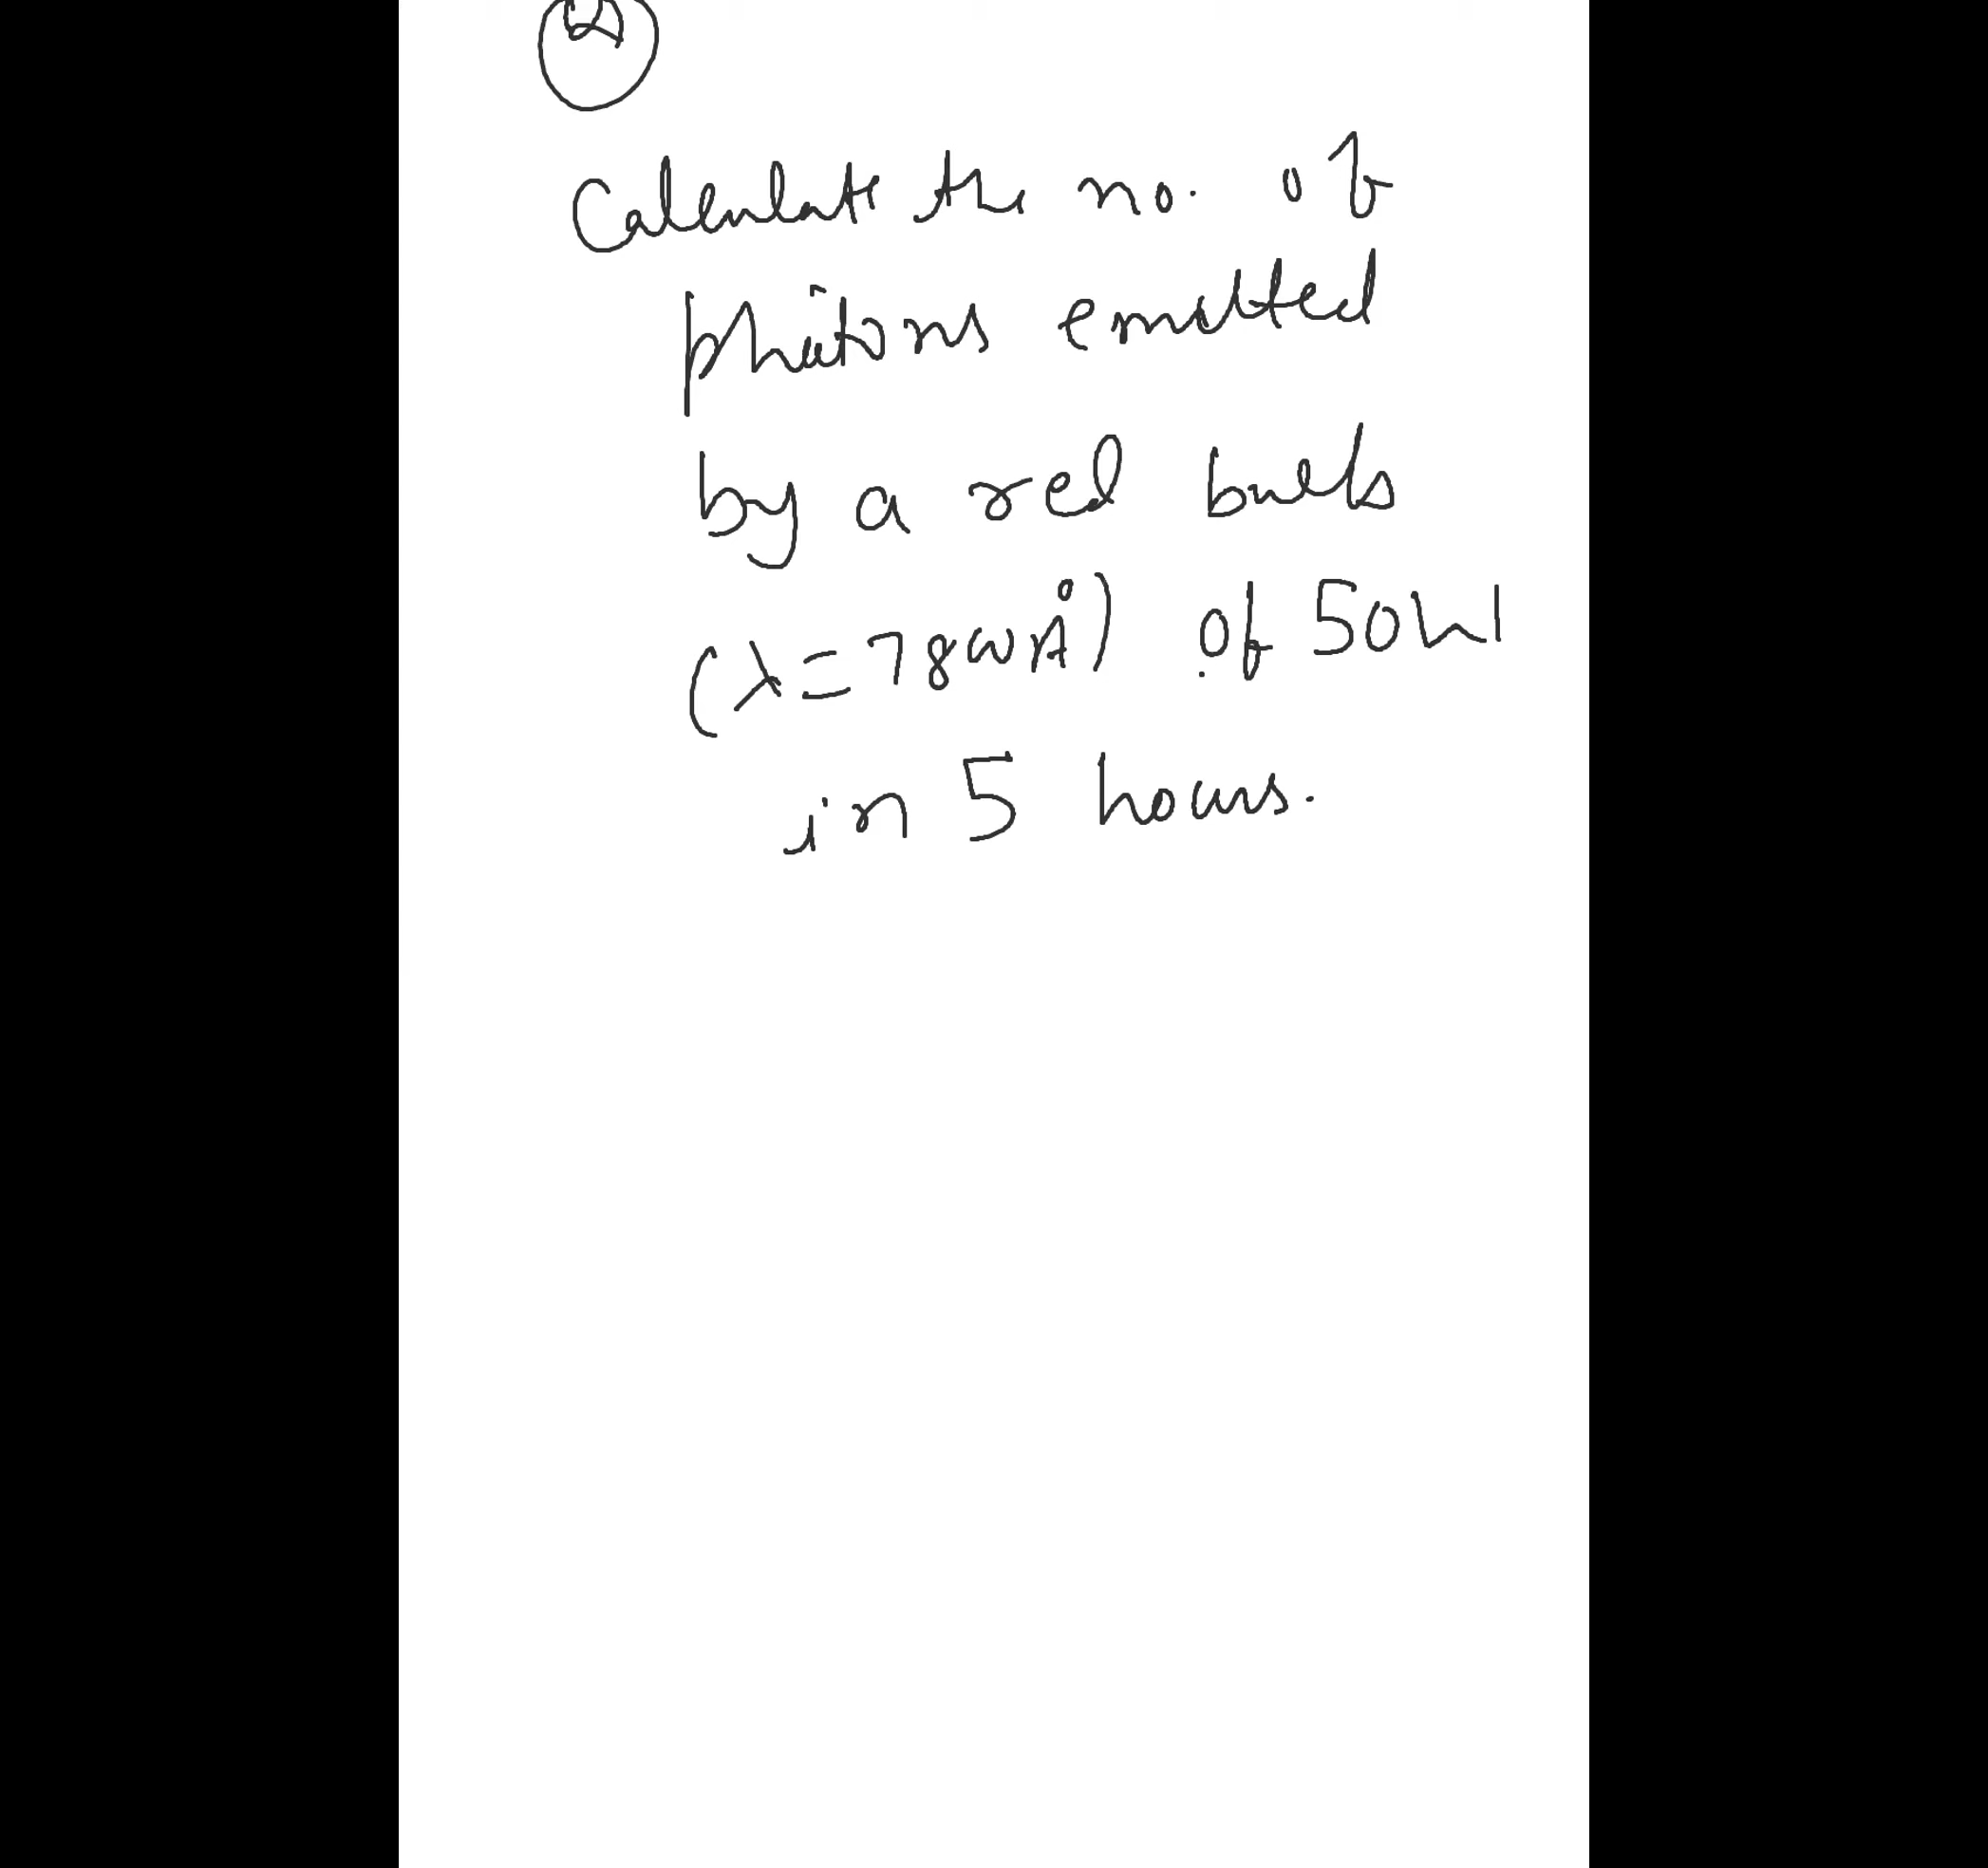 Q
Calculate the no. of
photons emitted
by a red bulb
(λ=7800Å) of 50W
in 5 hours.